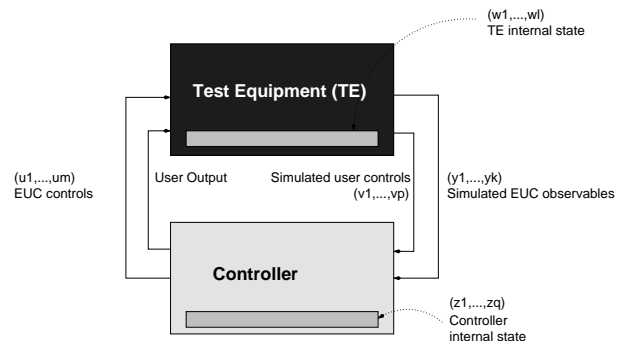 (w1,...,wl)
TE internal state
Test Equipment (TE)
(u1,...,um)
EUC controls
User Output
Simulated user controls
(v1,...,vp)
(y1,...,yk)
Simulated EUC observables
Controller
(z1,...,zq)
Controller
internal state